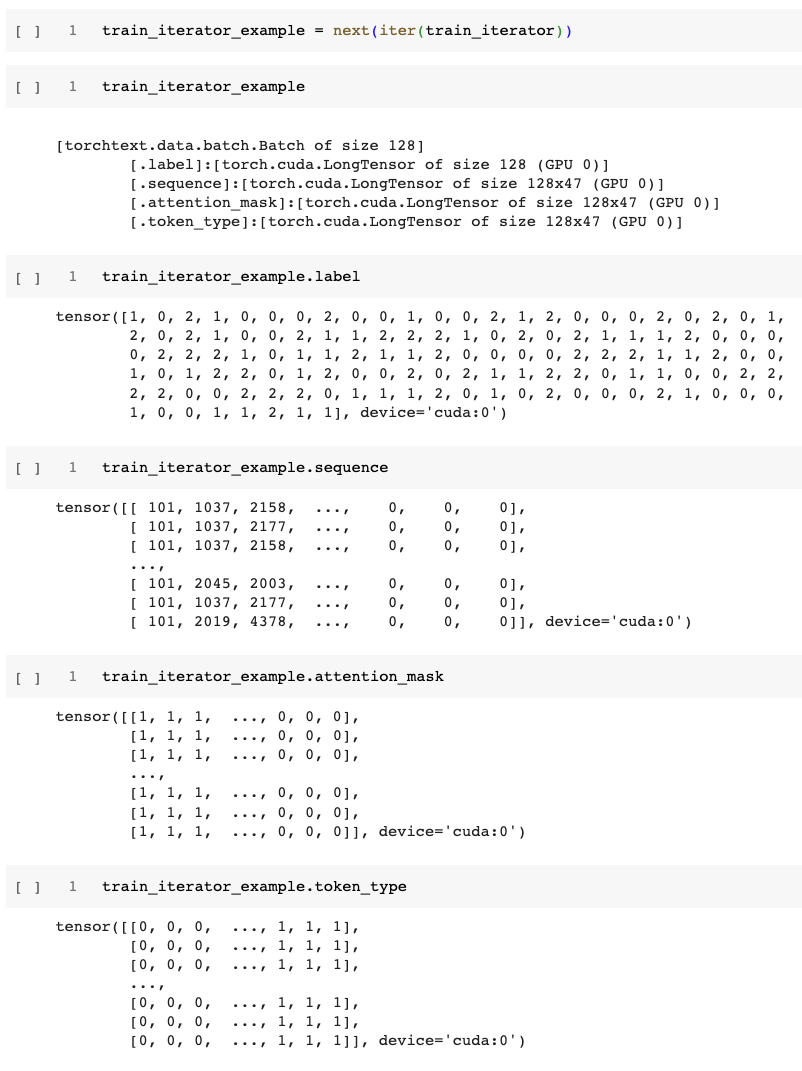 [ ] 1 train_iterator_example = next(iter(train_iterator))
[ ] 1 train_iterator_example
[torchtext.data.batch.Batch of size 128]
[.label]:[torch.cuda.LongTensor of size 128 (GPU 0)]
[.sequence]:[torch.cuda.LongTensor of size 128x47 (GPU 0)]
[.attention_mask]:[torch.cuda.LongTensor of size 128x47 (GPU 0)]
[.token_type]:[torch.cuda.LongTensor of size 128x47 (GPU 0)]
[ ] 1 train_iterator_example.label
tensor([1, 0, 2, 1, 0, 0, 0, 2, 0, 0, 1, 0, 0, 2, 1, 2, 0, 0, 0, 2, 0, 2, 0, 1,
2, 0, 2, 1, 0, 0, 2, 1, 1, 2, 2, 2, 1, 0, 2, 0, 2, 1, 1, 1, 2, 0, 0, 0,
0, 2, 2, 2, 1, 0, 1, 1, 2, 1, 1, 2, 0, 0, 0, 0, 2, 2, 2, 1, 1, 2, 0, 0,
1, 0, 1, 2, 2, 0, 1, 2, 0, 0, 2, 0, 2, 1, 1, 2, 2, 0, 1, 1, 0, 0, 2, 2,
2, 2, 0, 0, 2, 2, 2, 0, 1, 1, 1, 2, 0, 1, 0, 2, 0, 0, 0, 2, 1, 0, 0, 0,
1, 0, 0, 1, 1, 2, 1, 1], device='cuda:0')
[ ] 1 train_iterator_example.sequence
tensor([[ 101, 1037, 2158, ..., 0, 0, 0],
[ 101, 1037, 2177, ..., 0, 0, 0],
[ 101, 1037, 2158, ..., 0, 0, 0],
...,
[ 101, 2045, 2003, ..., 0, 0, 0],
[ 101, 1037, 2177, ..., 0, 0, 0],
[ 101, 2019, 4378, ..., 0, 0, 0]], device='cuda:0')
[ ] 1 train_iterator_example.attention_mask
tensor([[1, 1, 1, ..., 0, 0, 0],
[1, 1, 1, ..., 0, 0, 0],
[1, 1, 1, ..., 0, 0, 0],
...,
[1, 1, 1, ..., 0, 0, 0],
[1, 1, 1, ..., 0, 0, 0],
[1, 1, 1, ..., 0, 0, 0]], device='cuda:0')
[ ] 1 train_iterator_example.token_type
tensor([[0, 0, 0, ..., 1, 1, 1],
[0, 0, 0, ..., 1, 1, 1],
[0, 0, 0, ..., 1, 1, 1],
...,
[0, 0, 0, ..., 1, 1, 1],
[0, 0, 0, ..., 1, 1, 1],
[0, 0, 0, ..., 1, 1, 1]], device='cuda:0')